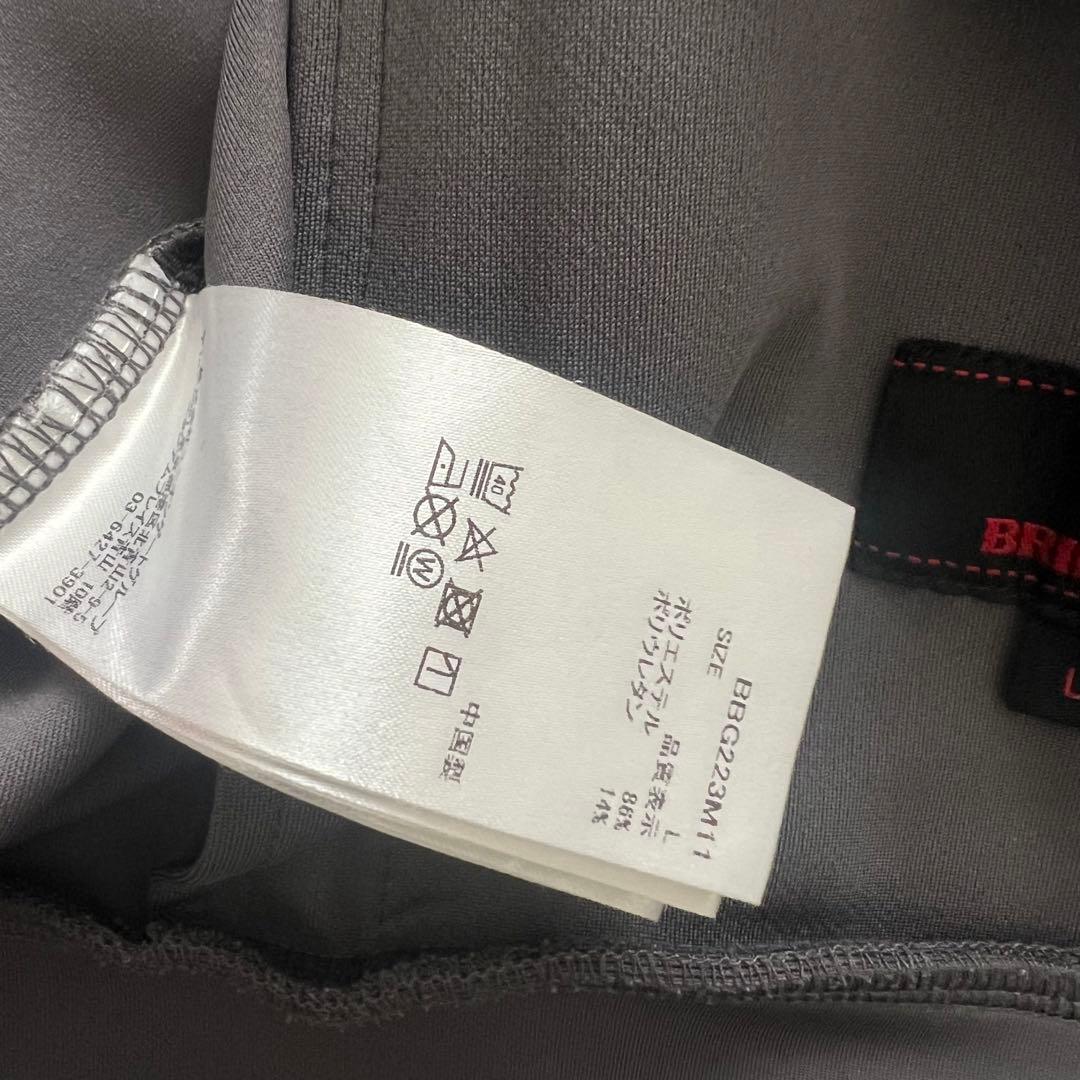 BBG223M11
SIZE L
品質表示
ポリエステル 86%
ポリウレタン 14%
40
W
中国製
03-6427-3901
BRI
L